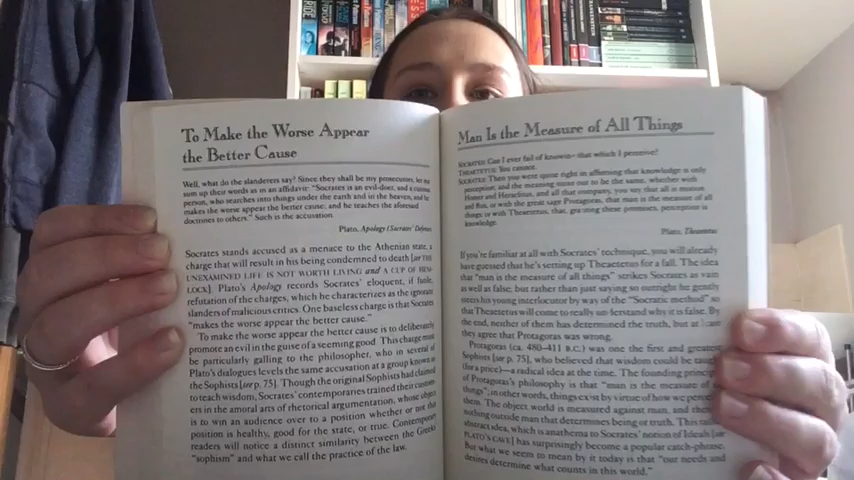 To Make the Worse Appear
the Better Cause
Well, what do the slanderers say? Since they shall be my prosecutors, let me
sum up their words as in an affidavit: "Socrates is an evil-doer, and a curious
person, who searches into things under the earth and in the heavens, and he
makes the worse appear the better cause; and he teaches the aforesaid
doctrines to others." Such is the accusation.
Plato, Apology (Socrates' Defense)
Socrates stands accused as a menace to the Athenian state, a
charge that will result in his being condemned to death [see THE
UNEXAMINED LIFE IS NOT WORTH LIVING and A CUP OF HEM-
LOCK]. Plato's Apology records Socrates' eloquent, if futile,
refutation of the charges, which he characterizes as the ignorant
slanders of malicious critics. One baseless charge is that Socrates
"makes the worse appear the better cause."
To make the worse appear the better cause is to deliberately
promote an evil in the guise of a seeming good. This charge must
be particularly galling to the philosopher, who in several of
Plato's dialogues levels the same accusation at a group known as
the Sophists [see p. 75]. Though the original Sophists had claimed
to teach wisdom, Socrates' contemporaries trained their custom-
ers in the amoral arts of rhetorical argumentation, whose object
is to win an audience over to a position whether or not that
position is healthy, good for the state, or true. Contemporary
readers will notice a distinct similarity between the Greek
"sophism" and what we call the practice of the law.
Man Is the Measure of All Things
SOCRATES: Can I ever fail of knowing that which I perceive?
THEAETETUS: You cannot.
SOCRATES: Then you were quite right in affirming that knowledge is only
perception, and the meaning turns out to be the same, whether with
Homer and Heraclitus, and all that company, you say that all is motion
and flux, or with the great sage Protagoras, that man is the measure of all
things; or with Theaetetus, that, granting these premises, perception is
knowledge.
Plato, Theaetetus
If you're familiar at all with Socrates' technique, you will already
have guessed that he's setting up Theaetetus for a fall. The idea
that "man is the measure of all things" strikes Socrates as vain
as well as false; but rather than just saying so outright he gently
steers his young interlocutor by way of the "Socratic method" so
that Theaetetus will come to really understand why it is false. By
the end, neither of them has determined the truth, but at least
they agree that Protagoras was wrong.
Protagoras (ca. 480–411 B.C.) was one of the first and greatest
Sophists [see p. 75], who believed that wisdom could be taught
(for a price)—a radical idea at the time. The founding
of Protagoras's philosophy is that "man is the measure of
things"; in other words, things exist by virtue of how we
them. The object world is measured against man, and
nothing outside man that determines being or truth. This
abstract idea, which is anathema to Socrates' notion of Ideals [see
PLATO'S CAVE] has surprisingly become a popular catch-phrase.
But what we seem to mean by it today is that "our needs and
desires determine what counts in this world."